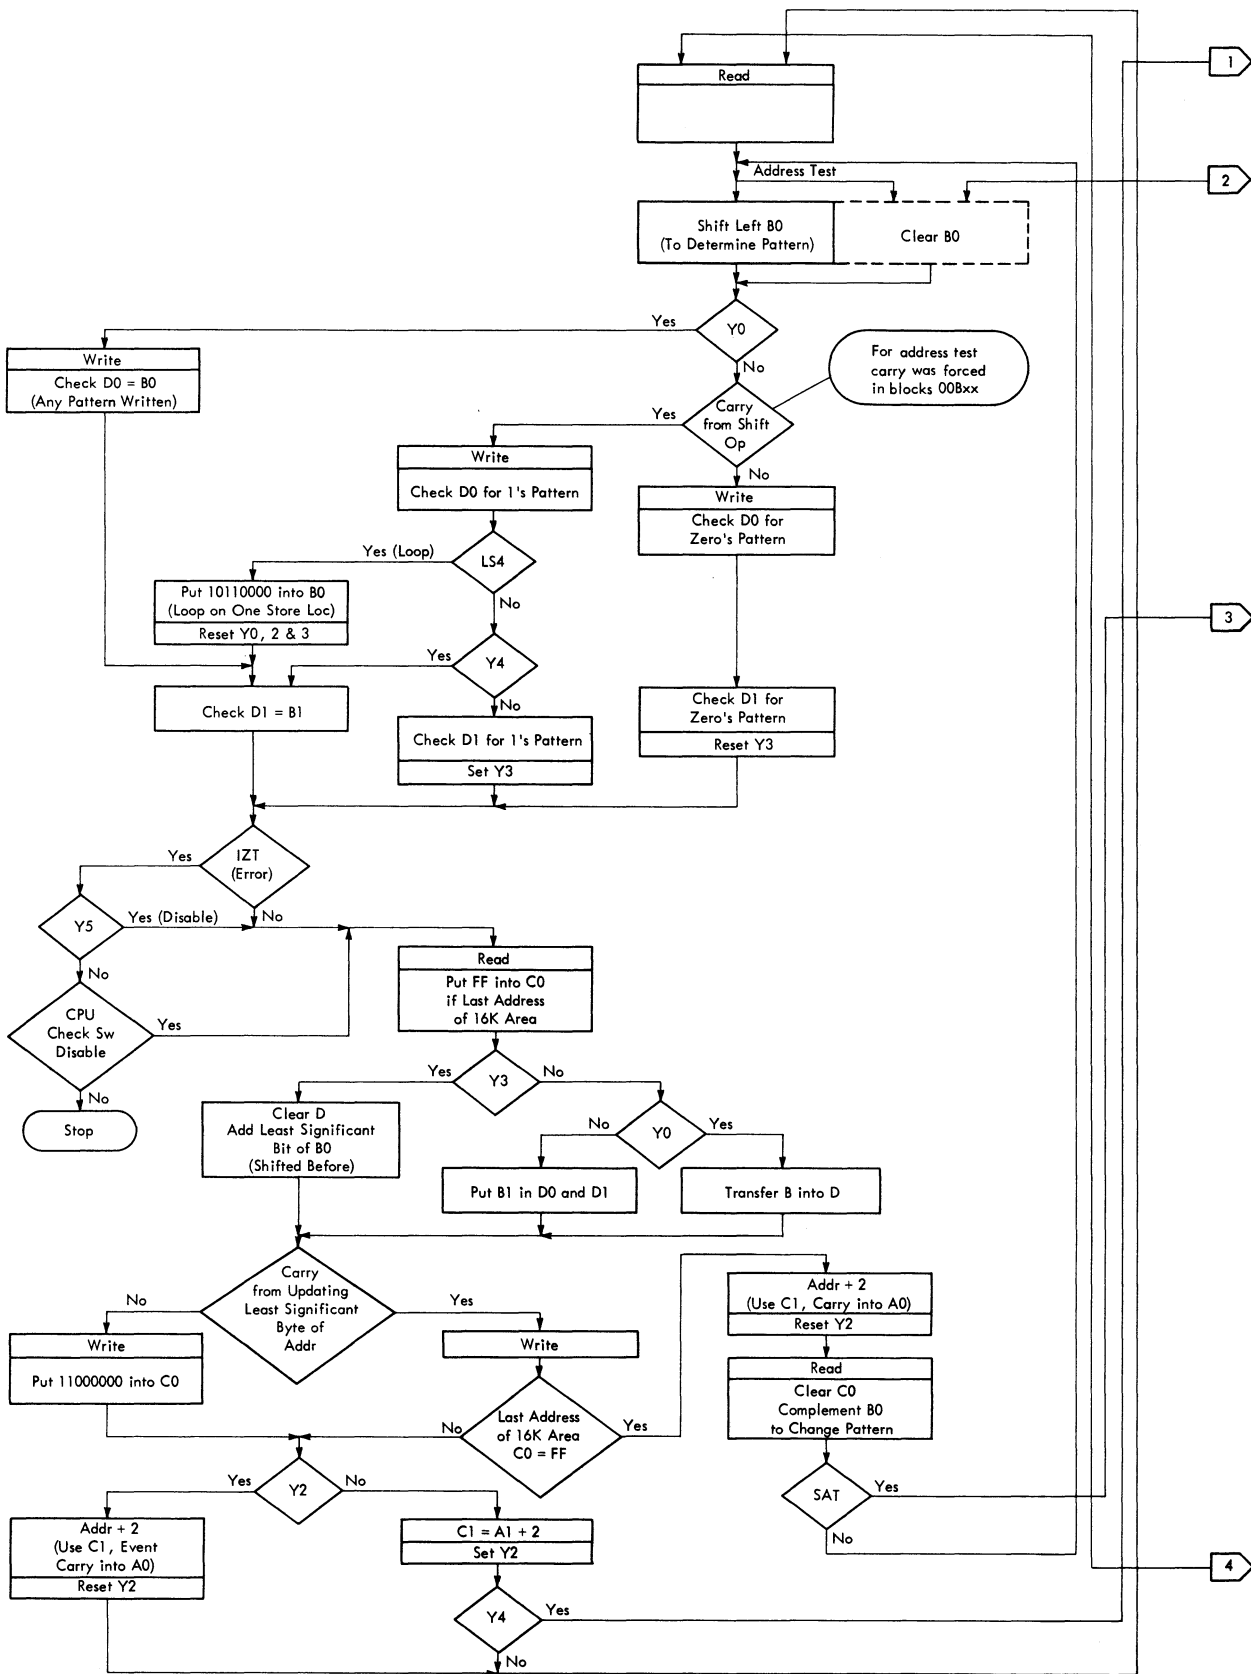 1
Read
Address Test
2
Shift Left B0
(To Determine Pattern)
Clear B0
Yes
Y0
No
For address test
carry was forced
in blocks 00Bxx
Write
Check D0 = B0
(Any Pattern Written)
Yes
Carry
from Shift
Op
No
Write
Check D0 for 1's Pattern
Write
Check D0 for
Zero's Pattern
Yes (Loop)
LS4
No
Put 10110000 into B0
(Loop on One Store Loc)
Reset Y0, 2 & 3
3
Yes
Y4
No
Check D1 = B1
Check D1 for 1's Pattern
Set Y3
Check D1 for
Zero's Pattern
Reset Y3
Yes
IZT
(Error)
No
Y5
Yes (Disable)
No
CPU
Check Sw
Disable
Yes
No
Stop
Read
Put FF into C0
if Last Address
of 16K Area
Yes
Y3
No
Clear D
Add Least Significant
Bit of B0
(Shifted Before)
No
Y0
Yes
Put B1 in D0 and D1
Transfer B into D
Carry
from Updating
Least Significant
Byte of
Addr
No
Yes
Write
Put 11000000 into C0
Write
Last Address
of 16K Area
C0 = FF
No
Yes
Addr + 2
(Use C1, Carry into A0)
Reset Y2
Read
Clear C0
Complement B0
to Change Pattern
SAT
Yes
No
Yes
Y2
No
Addr + 2
(Use C1, Event
Carry into A0)
Reset Y2
C1 = A1 + 2
Set Y2
4
Y4
Yes
No